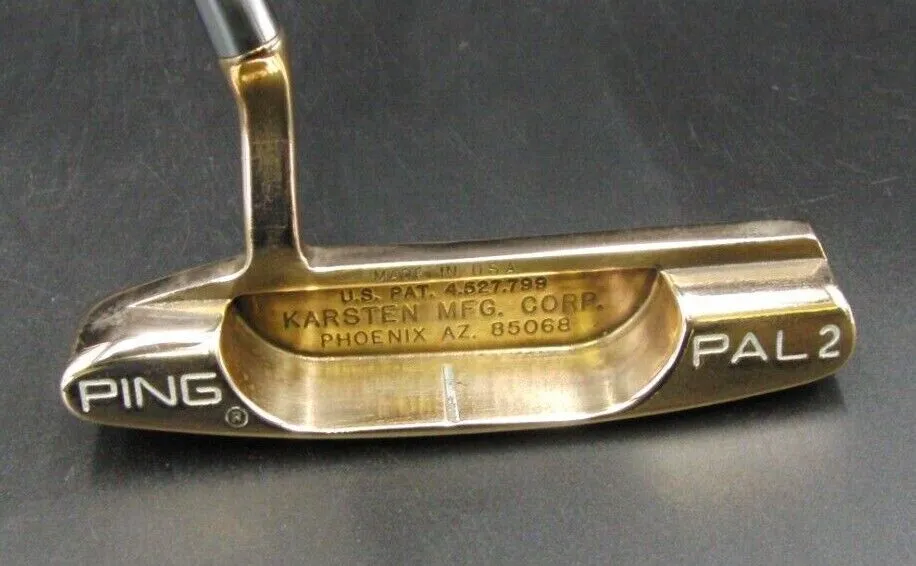 MADE IN U.S.A.
U.S. PAT. 4,527,799
KARSTEN MFG. CORP.
PHOENIX AZ. 85068
PING ®
PAL 2